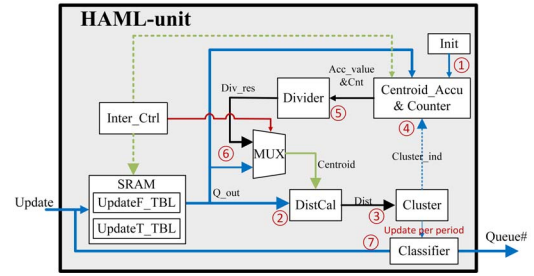 HAML-unit
Init
①
Acc_value
&Cnt
Div_res
Divider
Centroid_Accu
& Counter
⑤
④
Inter_Ctrl
⑥
MUX
Centroid
Cluster_ind
SRAM
UpdateF_TBL
UpdateT_TBL
Update
Q_out
②
DistCal
Dist
③
Cluster
Update per period
⑦
Classifier
Queue#